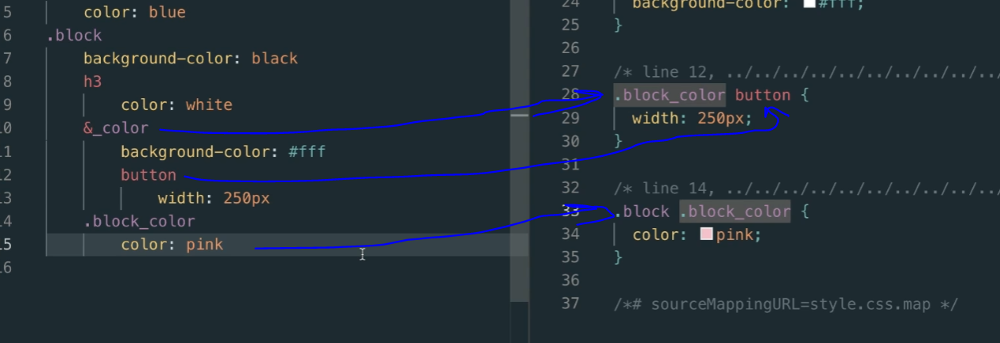 5 color: blue
6 .block
7 background-color: black
8 h3
9 color: white
10 &_color
11 background-color: #fff
12 button
13 width: 250px
14 .block_color
15 color: pink
16
24 background-color: #fff;
25 }
26
27 /* line 12, ../../../../../../../../../../
28 .block_color button {
29 width: 250px;
30 }
31
32 /* line 14, ../../../../../../../../../../
33 .block .block_color {
34 color: pink;
35 }
36
37 /*# sourceMappingURL=style.css.map */